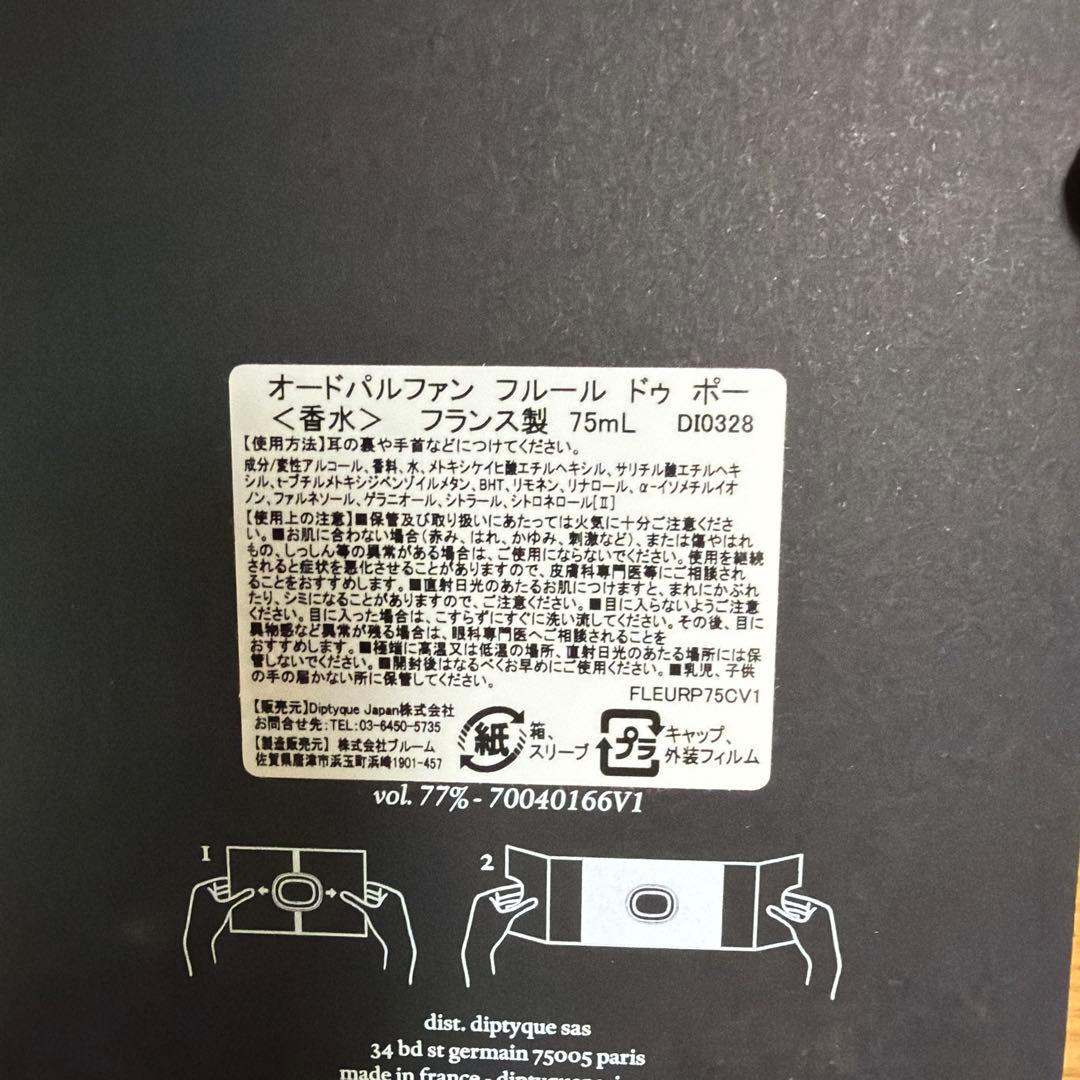 オードパルファン フルール ドゥ ポー
＜香水＞ フランス製 75mL DI0328
【使用方法】耳の裏や手首などにつけてください。
成分/変性アルコール、香料、水、メトキシケイヒ酸エチルヘキシル、サリチル酸エチルヘキ
シル、t-ブチルメトキシジベンゾイルメタン、BHT、リモネン、リナロール、α-イソメチルイオ
ノン、ファルネソール、ゲラニオール、シトラール、シトロネロール[Ⅱ]
【使用上の注意】■保管及び取り扱いにあたっては火気に十分ご注意くださ
い。■お肌に合わない場合(赤み、はれ、かゆみ、刺激など)、または傷やはれ
もの、しっしん等の異常がある場合は、ご使用にならないでください。使用を継続
されると症状を悪化させることがありますので、皮膚科専門医等にご相談され
ることをおすすめします。■直射日光のあたるお肌につけますと、まれにかぶれ
たり、シミになることがありますので、ご注意ください。■目に入らないようご注意
ください。目に入った場合は、こすらずにすぐに洗い流してください。その後、目に
異物感など異常が残る場合は、眼科専門医へご相談されることを
おすすめします。■極端に高温又は低温の場所、直射日光のあたる場所には保
管しないでください。■開封後はなるべくお早めにご使用ください。■乳児、子供
の手の届かない所に保管してください。
FLEURP75CV1
【販売元】Diptyque Japan株式会社
お問合せ先:TEL:03-6450-5735
【製造販売元】 株式会社ブルーム
佐賀県唐津市浜玉町浜崎1901-457
紙 箱、
スリーブ
プラ キャップ、
外装フィルム
vol. 77% - 70040166V1
1 2
dist. diptyque sas
34 bd st germain 75005 paris
made in france -